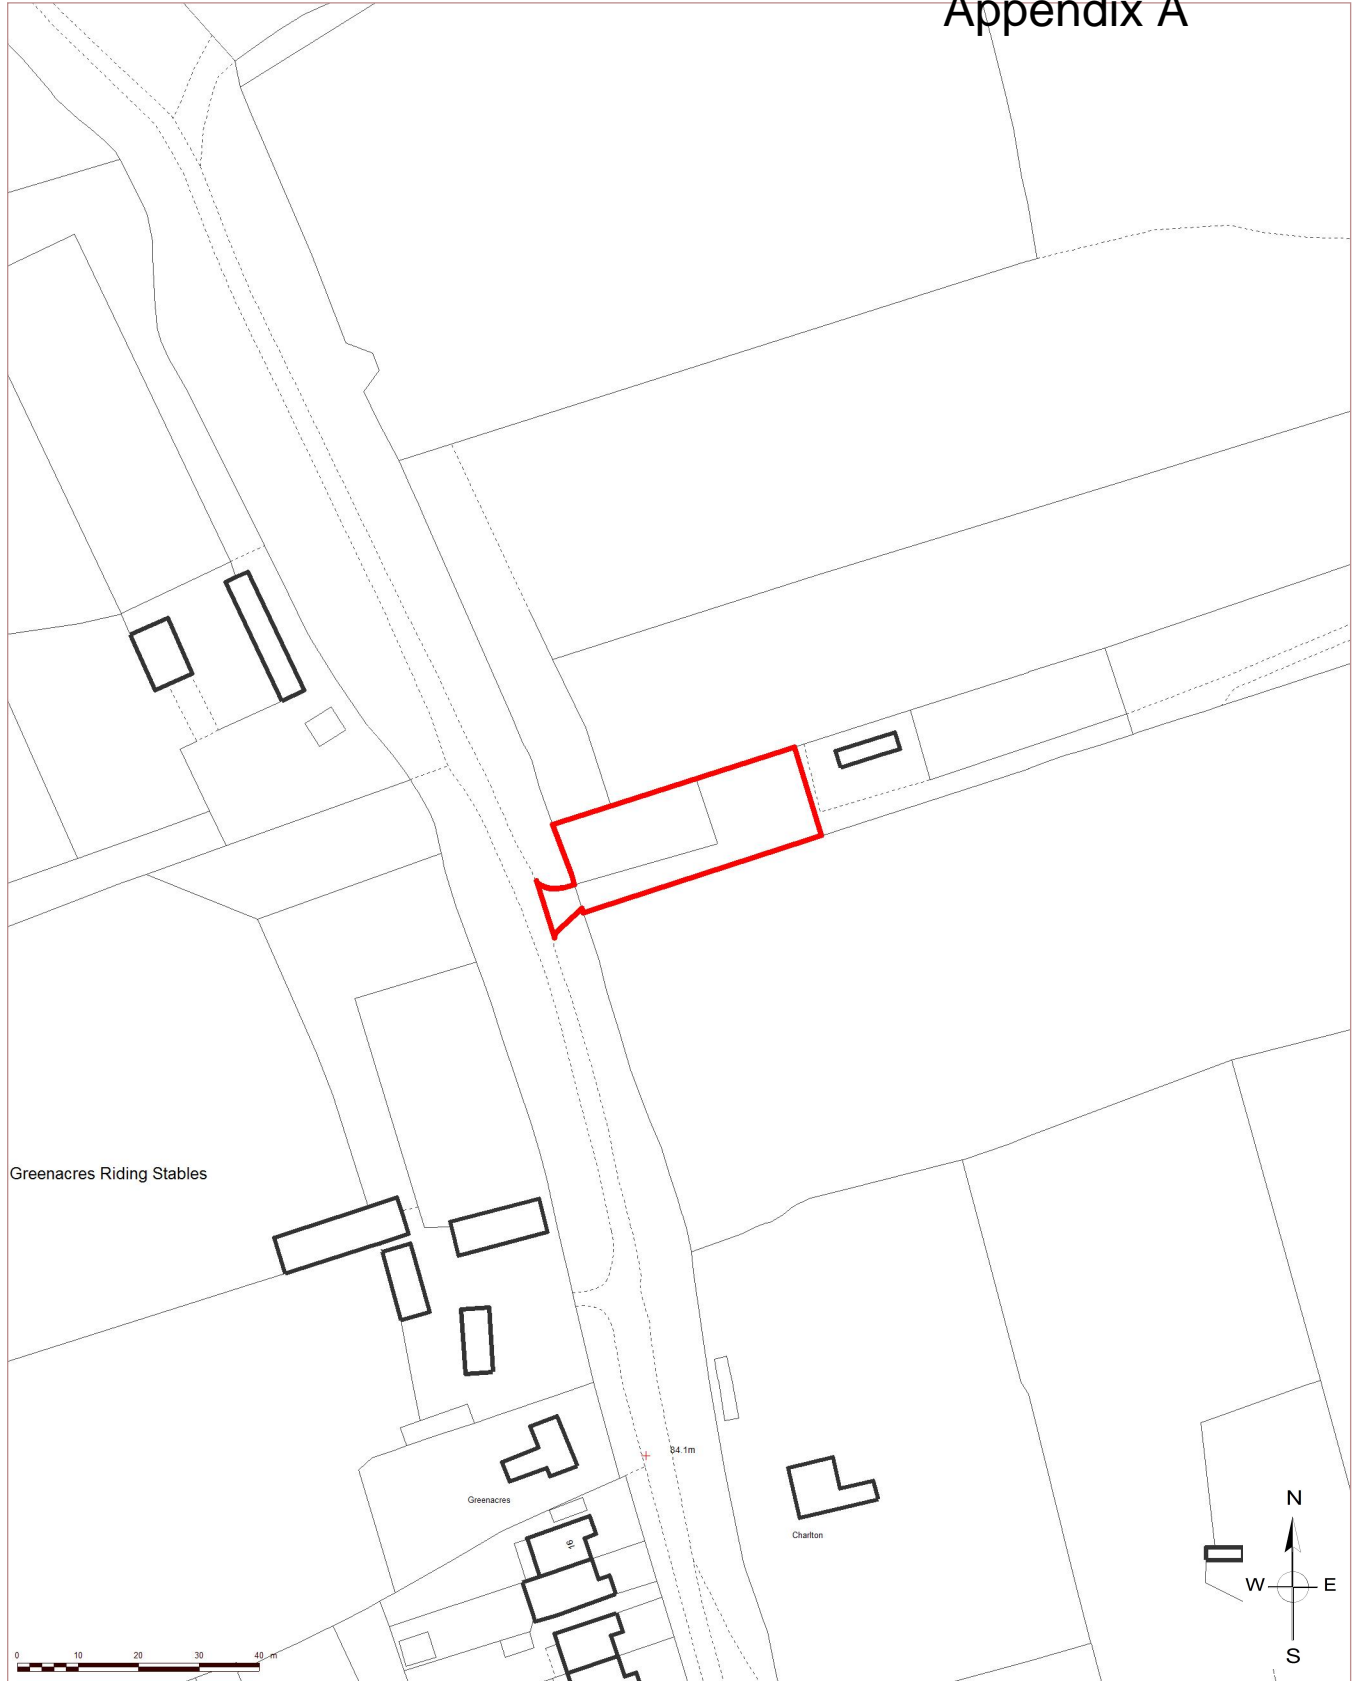 Appendix A
Greenacres Riding Stables
84.1m
Greenacres
Charlton
16
N
W E
S
0 10 20 30 40 m